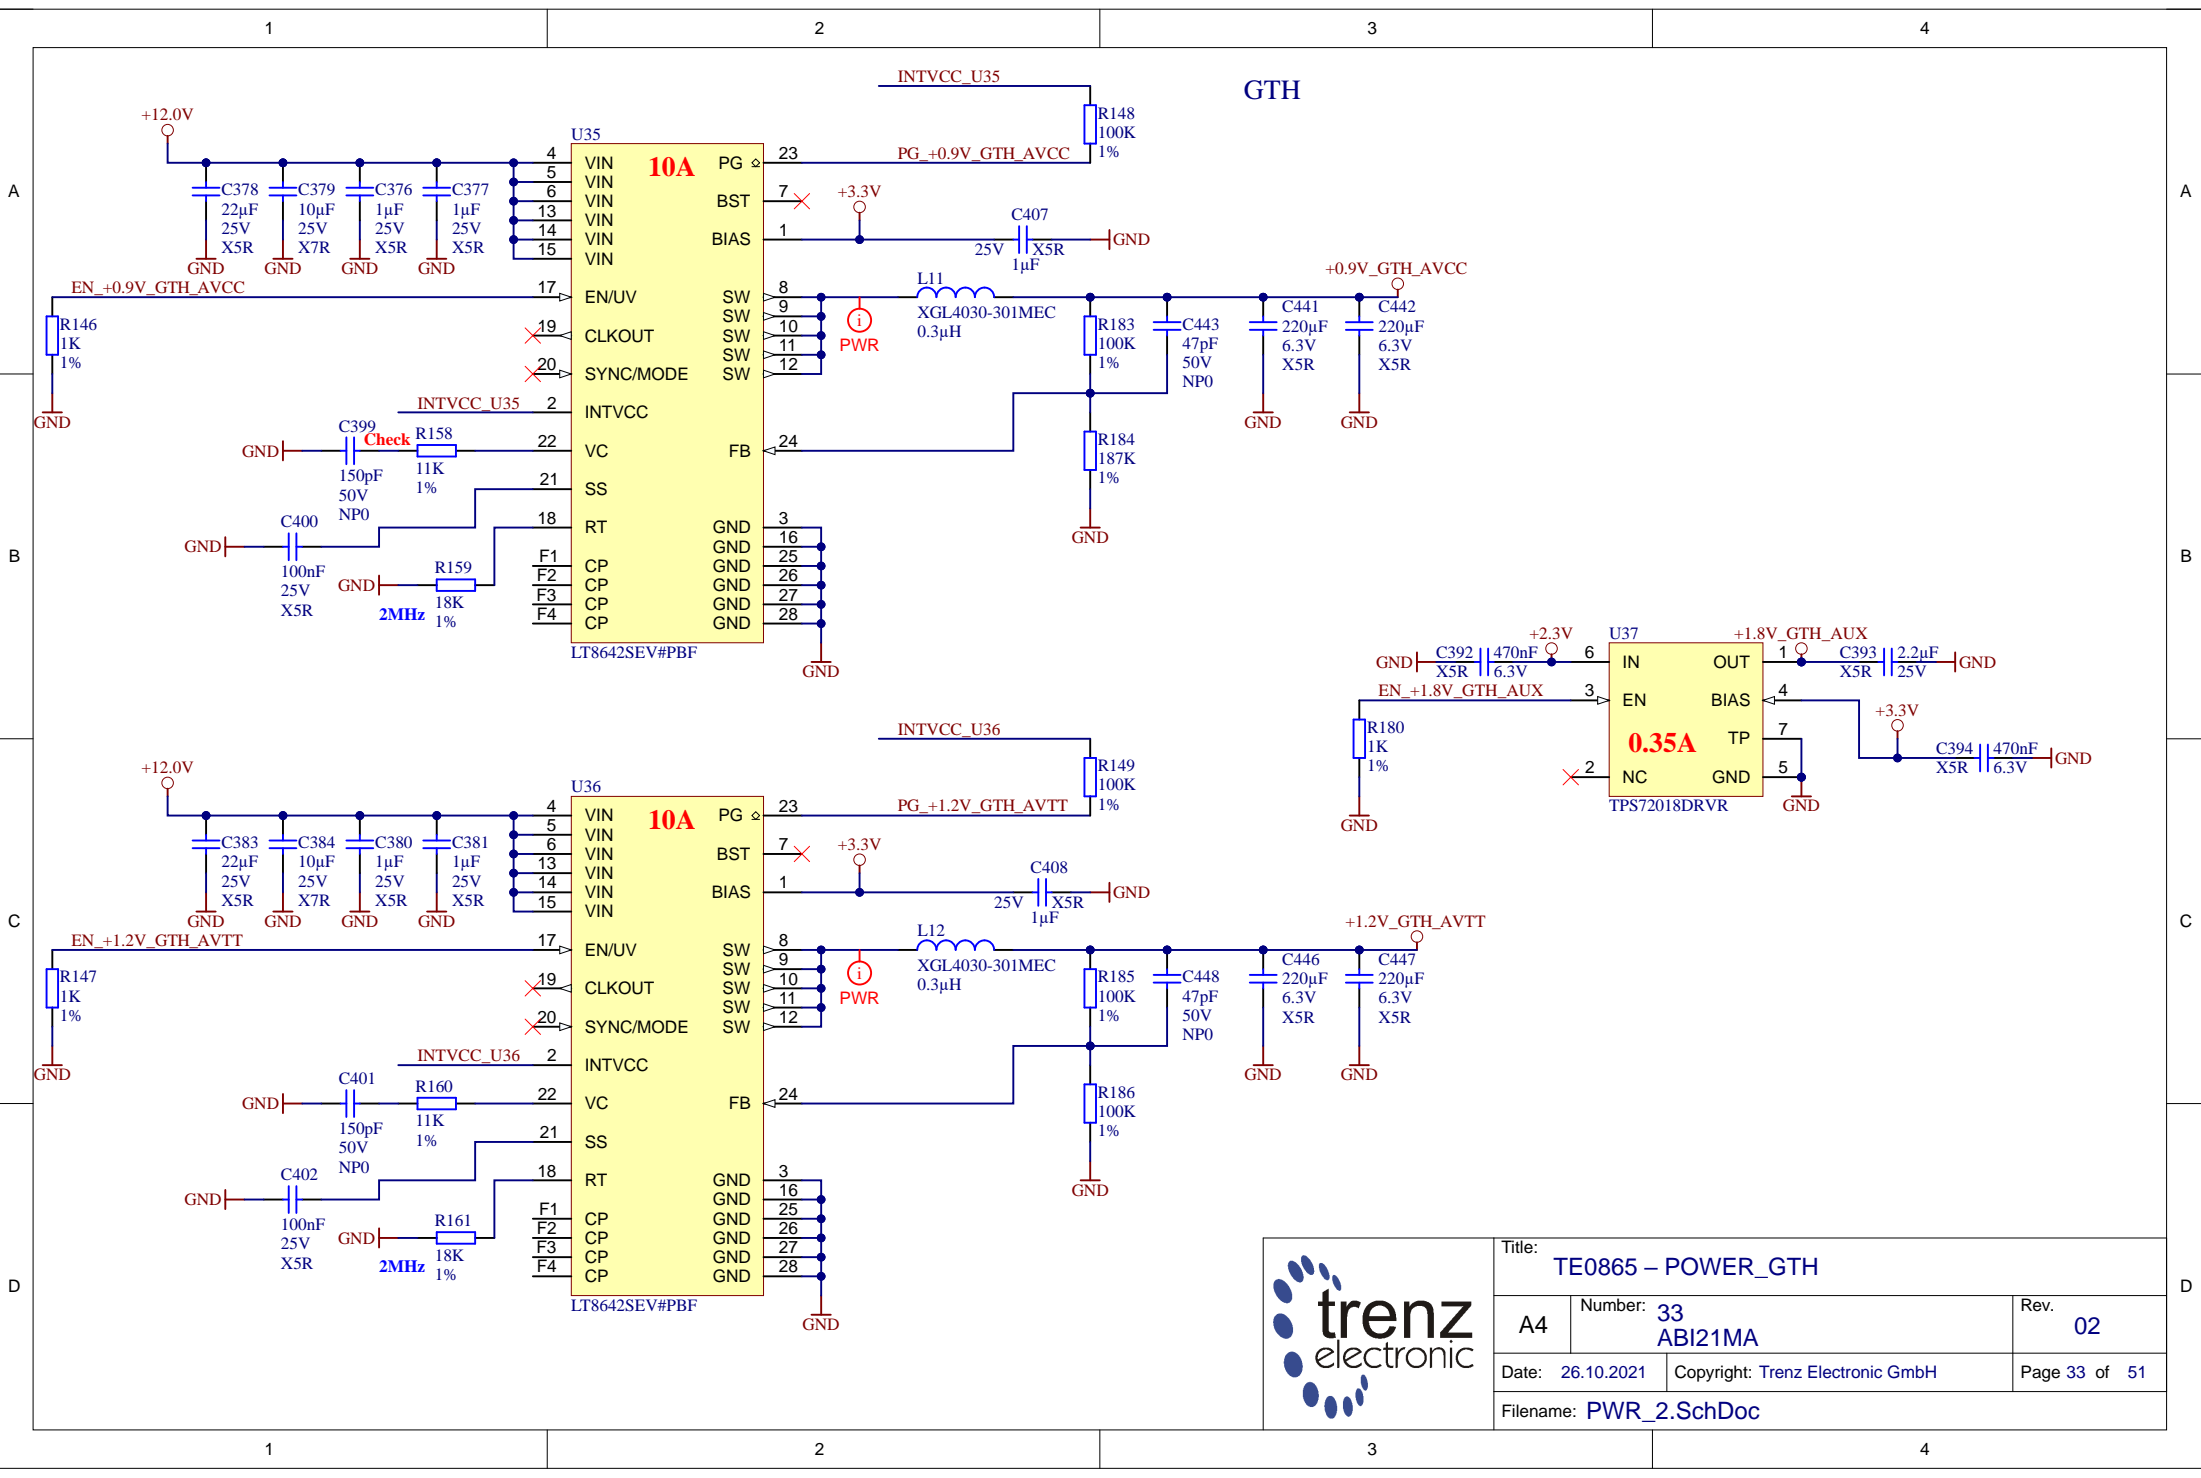 1 2 3 4
A
B
C
D
GTH
INTVCC_U35
R148
100K
1%
+12.0V
U35
10A
4 VIN
5 VIN
6 VIN
13 VIN
14 VIN
15 VIN
PG 23
PG_+0.9V_GTH_AVCC
BST 7
+3.3V
BIAS 1
C407
25V X5R
1µF
GND
C378
22µF
25V
X5R
GND
C379
10µF
25V
X7R
GND
C376
1µF
25V
X5R
GND
C377
1µF
25V
X5R
GND
EN_+0.9V_GTH_AVCC
17 EN/UV
R146
1K
1%
GND
19 CLKOUT
20 SYNC/MODE
SW 8
SW 9
SW 10
SW 11
SW 12
i
PWR
L11
XGL4030-301MEC
0.3µH
+0.9V_GTH_AVCC
R183
100K
1%
C443
47pF
50V
NP0
C441
220µF
6.3V
X5R
GND
C442
220µF
6.3V
X5R
GND
INTVCC_U35 2 INTVCC
C399
Check
R158
GND
150pF
50V
NP0
11K
1%
22 VC
FB 24
R184
187K
1%
GND
21 SS
C400
GND
100nF
25V
X5R
18 RT
R159
GND
18K
1%
2MHz
F1 CP
F2 CP
F3 CP
F4 CP
GND 3
GND 16
GND 25
GND 26
GND 27
GND 28
GND
LT8642SEV#PBF
+2.3V
U37
+1.8V_GTH_AUX
GND
C392 470nF
X5R 6.3V
6 IN
OUT 1
C393 2.2µF
X5R 25V
GND
EN_+1.8V_GTH_AUX
3 EN
BIAS 4
+3.3V
R180
1K
1%
GND
0.35A
TP 7
C394 470nF
X5R 6.3V
GND
2 NC
GND 5
TPS72018DRVR
GND
INTVCC_U36
R149
100K
1%
+12.0V
U36
10A
4 VIN
5 VIN
6 VIN
13 VIN
14 VIN
15 VIN
PG 23
PG_+1.2V_GTH_AVTT
BST 7
+3.3V
BIAS 1
C408
25V X5R
1µF
GND
C383
22µF
25V
X5R
GND
C384
10µF
25V
X7R
GND
C380
1µF
25V
X5R
GND
C381
1µF
25V
X5R
GND
EN_+1.2V_GTH_AVTT
17 EN/UV
R147
1K
1%
GND
19 CLKOUT
20 SYNC/MODE
SW 8
SW 9
SW 10
SW 11
SW 12
i
PWR
L12
XGL4030-301MEC
0.3µH
+1.2V_GTH_AVTT
R185
100K
1%
C448
47pF
50V
NP0
C446
220µF
6.3V
X5R
GND
C447
220µF
6.3V
X5R
GND
INTVCC_U36 2 INTVCC
C401
R160
GND
150pF
50V
NP0
11K
1%
22 VC
FB 24
R186
100K
1%
GND
21 SS
C402
GND
100nF
25V
X5R
18 RT
R161
GND
18K
1%
2MHz
F1 CP
F2 CP
F3 CP
F4 CP
GND 3
GND 16
GND 25
GND 26
GND 27
GND 28
GND
LT8642SEV#PBF
trenz
electronic
Title:
TE0865 – POWER_GTH
A4
Number: 33
ABI21MA
Rev.
02
Date: 26.10.2021
Copyright: Trenz Electronic GmbH
Page 33 of 51
Filename: PWR_2.SchDoc
A
B
C
D
1 2 3 4